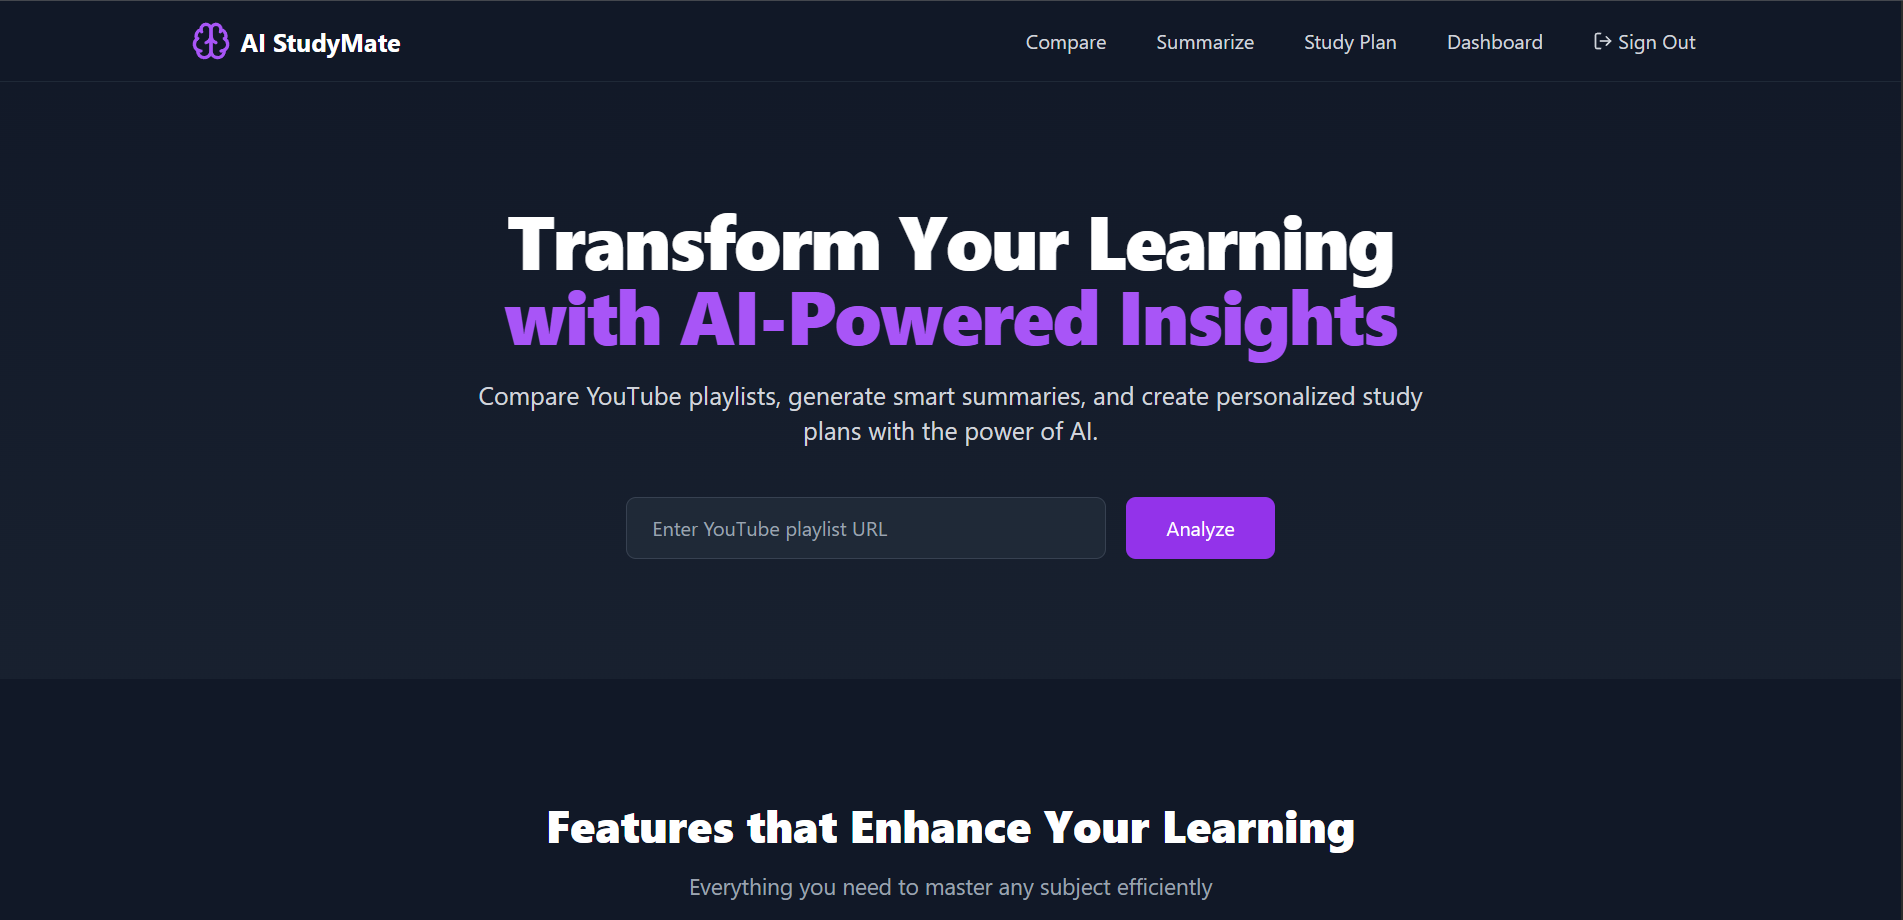 AI StudyMate
Compare
Summarize
Study Plan
Dashboard
Sign Out
Transform Your Learning
with AI-Powered Insights
Compare YouTube playlists, generate smart summaries, and create personalized study
plans with the power of AI.
Enter YouTube playlist URL
Analyze
Features that Enhance Your Learning
Everything you need to master any subject efficiently